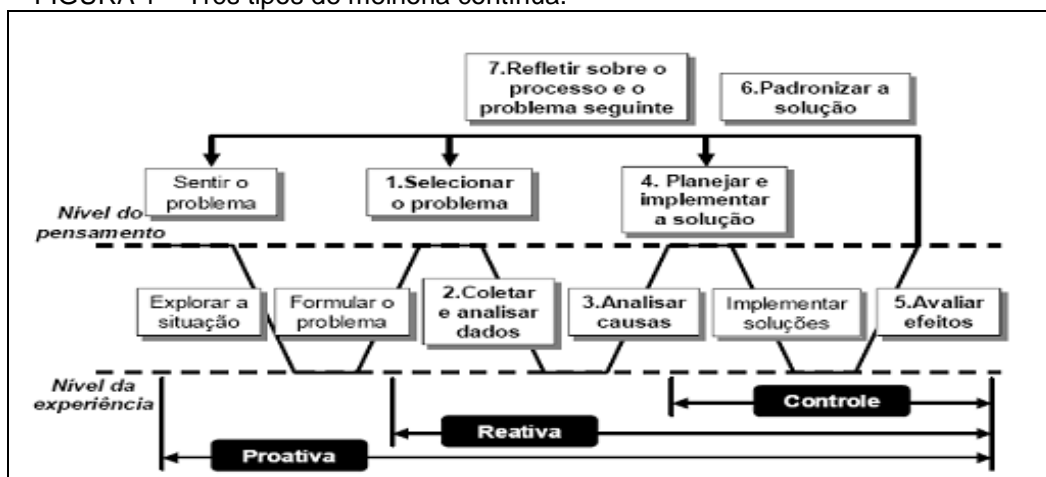 FIGURA 1 – Três tipos de melhoria contínua.
7.Refletir sobre o
processo e o
problema seguinte
6.Padronizar a
solução
Sentir o
problema
1.Selecionar
o problema
4. Planejar e
implementar
a solução
Nível do
pensamento
Explorar a
situação
Formular o
problema
2.Coletar
e analisar
dados
3.Analisar
causas
Implementar
soluções
5.Avaliar
efeitos
Nível da
experiência
Controle
Reativa
Proativa